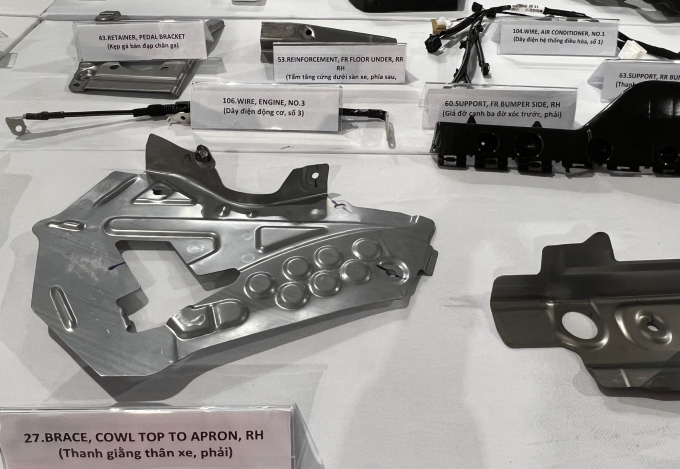 43.RETAINER, PEDAL BRACKET
(Kẹp gá bàn đạp chân ga)
53.REINFORCEMENT, FR FLOOR UNDER, RR
RH
(Tấm tăng cứng dưới sàn xe, phía sau,
104.WIRE, AIR CONDITIONER, NO.1
(Dây điện hệ thống điều hòa, số 1)
63.SUPPORT, RR BU
(Thanh
106.WIRE, ENGINE, NO.3
(Dây điện động cơ, số 3)
60.SUPPORT, FR BUMPER SIDE, RH
(Giá đỡ cạnh ba đờ xốc trước, phải)
27.BRACE, COWL TOP TO APRON, RH
(Thanh giằng thân xe, phải)